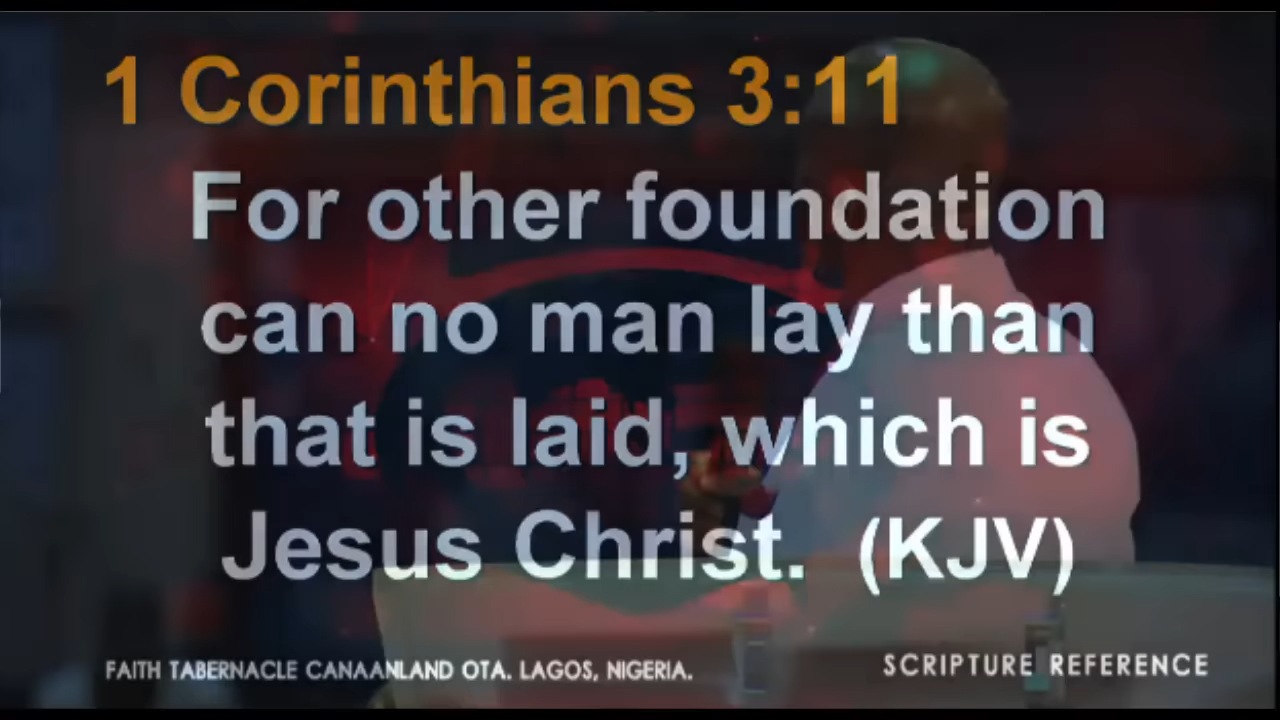 1 Corinthians 3:11
For other foundation
can no man lay than
that is laid, which is
Jesus Christ. (KJV)
FAITH TABERNACLE CANAANLAND OTA. LAGOS, NIGERIA.
SCRIPTURE REFERENCE